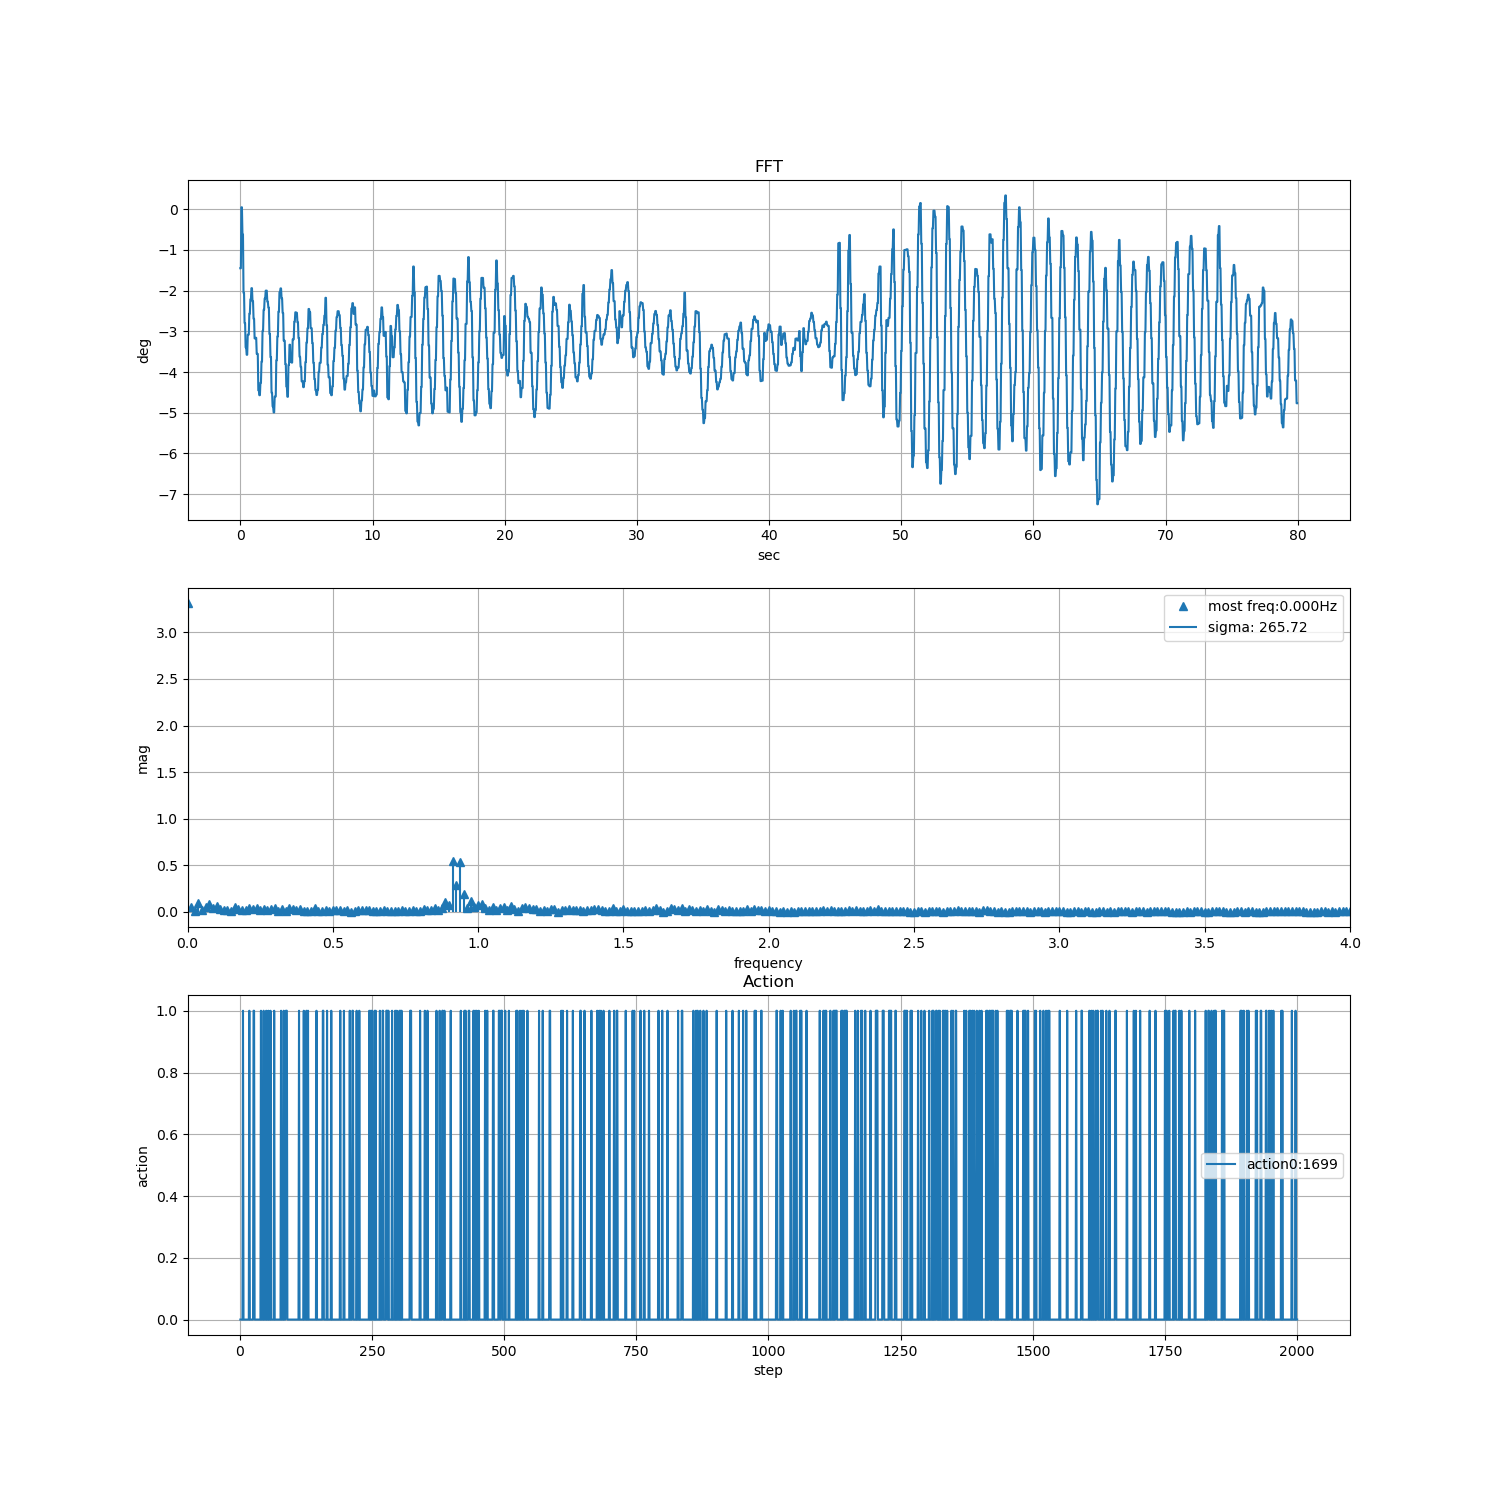 FFT
0
−1
−2
−3
−4
−5
−6
−7
deg
0 10 20 30 40 50 60 70 80
sec
most freq:0.000Hz
sigma: 265.72
3.0
2.5
2.0
1.5
1.0
0.5
0.0
mag
0.0 0.5 1.0 1.5 2.0 2.5 3.0 3.5 4.0
frequency
Action
1.0
0.8
0.6
0.4
0.2
0.0
action
action0:1699
0 250 500 750 1000 1250 1500 1750 2000
step